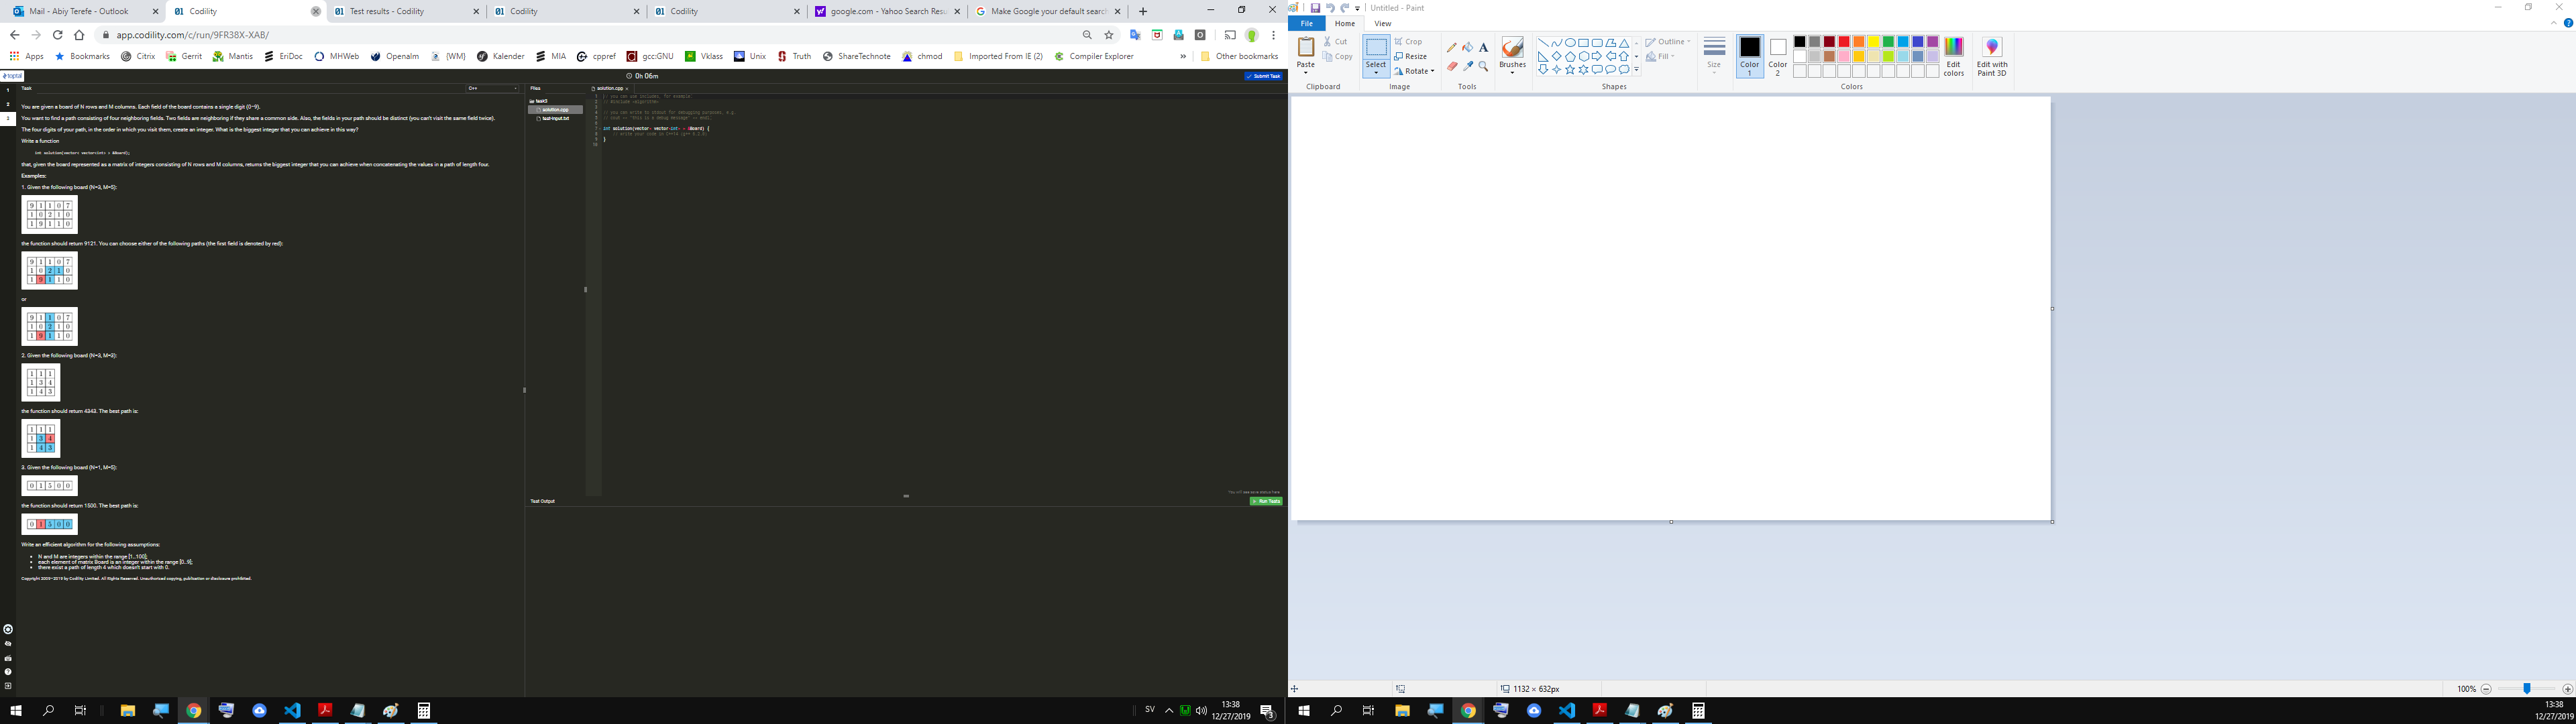 Mail - Abiy Terefe - Outlook
Codility
Test results - Codility
Codility
Codility
google.com - Yahoo Search Resu
Make Google your default search
app.codility.com/c/run/9FR38X-XAB/
Apps
Bookmarks
Citrix
Gerrit
Mantis
EriDoc
MHWeb
Openalm
{WM}
Kalender
MIA
cppref
gcc:GNU
Vklass
Unix
Truth
ShareTechnote
chmod
Imported From IE (2)
Compiler Explorer
Other bookmarks
toptal
0h 06m
Submit Task
1
2
3
Task
C++
You are given a board of N rows and M columns. Each field of the board contains a single digit (0-9).
You want to find a path consisting of four neighboring fields. Two fields are neighboring if they share a common side. Also, the fields in your path should be distinct (you can't visit the same field twice).
The four digits of your path, in the order in which you visit them, create an integer. What is the biggest integer that you can achieve in this way?
Write a function
int solution(vector< vector<int> > &Board);
that, given the board represented as a matrix of integers consisting of N rows and M columns, returns the biggest integer that you can achieve when concatenating the values in a path of length four.
Examples:
1. Given the following board (N=3, M=5):
9 1 1 0 7
1 0 2 1 0
1 9 1 1 0
the function should return 9121. You can choose either of the following paths (the first field is denoted by red):
9 1 1 0 7
1 0 2 1 0
1 9 1 1 0
or
9 1 1 0 7
1 0 2 1 0
1 9 1 1 0
2. Given the following board (N=3, M=3):
1 1 1
1 3 4
1 4 3
the function should return 4343. The best path is:
1 1 1
1 3 4
1 4 3
3. Given the following board (N=1, M=5):
0 1 5 0 0
the function should return 1500. The best path is:
0 1 5 0 0
Write an efficient algorithm for the following assumptions:
N and M are integers within the range [1..100];
each element of matrix Board is an integer within the range [0..9];
there exist a path of length 4 which doesn't start with 0.
Copyright 2009–2019 by Codility Limited. All Rights Reserved. Unauthorized copying, publication or disclosure prohibited.
Files
task3
solution.cpp
test-input.txt
solution.cpp
1 // you can use includes, for example:
2 // #include <algorithm>
3
4 // you can write to stdout for debugging purposes, e.g.
5 // cout << "this is a debug message" << endl;
6
7 int solution(vector< vector<int> > &Board) {
8 // write your code in C++14 (g++ 6.2.0)
9 }
10
You will see save status here.
Test Output
Run Tests
SV
13:38
12/27/2019
3
Untitled - Paint
File
Home
View
Paste
Cut
Copy
Clipboard
Select
Crop
Resize
Rotate
Image
Tools
Brushes
Outline
Fill
Shapes
Size
Color 1
Color 2
Edit colors
Edit with Paint 3D
Colors
1132 × 632px
100%
13:38
12/27/2019